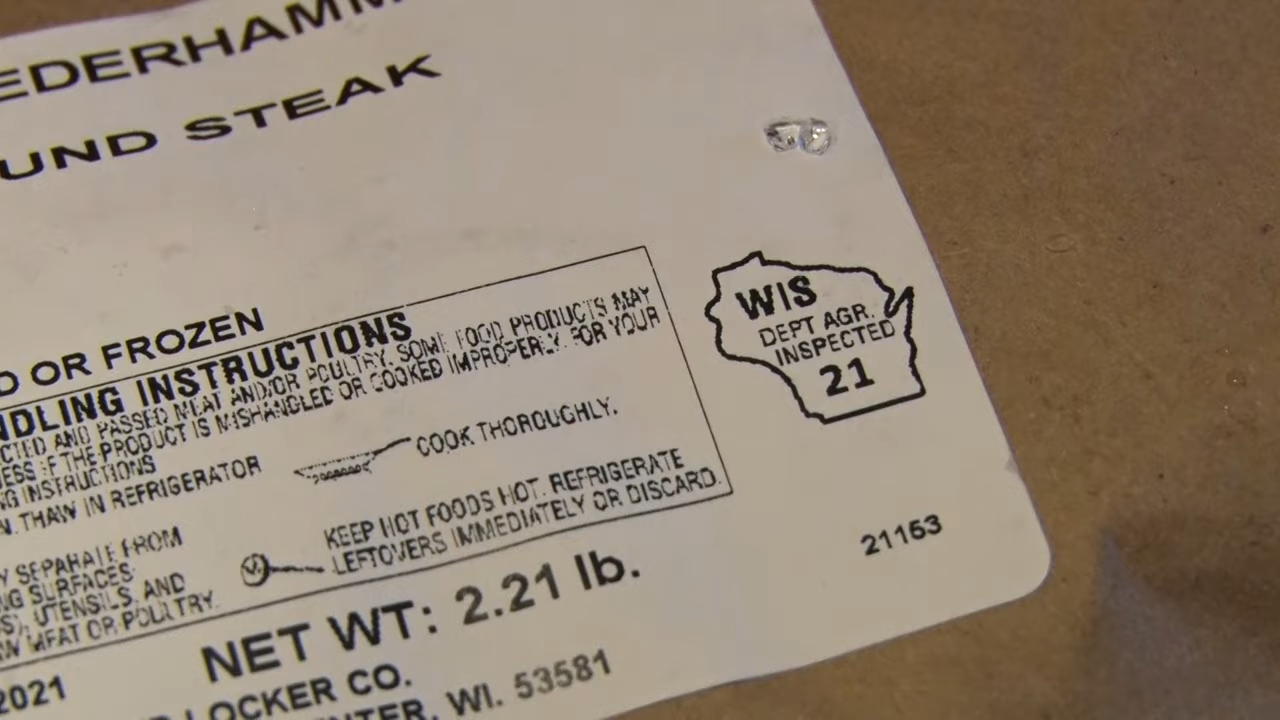 EDERHAMM
UND STEAK
D OR FROZEN
NDLING INSTRUCTIONS
CTED AND PASSED MEAT AND/OR POULTRY. SOME FOOD PRODUCTS MAY
ESS IF THE PRODUCT IS MISHANDLED OR COOKED IMPROPERLY. FOR YOUR
G INSTRUCTIONS
N. THAW IN REFRIGERATOR
COOK THOROUGHLY.
Y SEPARATE FROM
NG SURFACES
S), UTENSILS, AND
W MEAT OR POULTRY.
KEEP HOT FOODS HOT. REFRIGERATE
LEFTOVERS IMMEDIATELY OR DISCARD.
WIS
DEPT AGR.
INSPECTED
21
21153
NET WT: 2.21 lb.
2021
LOCKER CO.
ENTER, WI. 53581